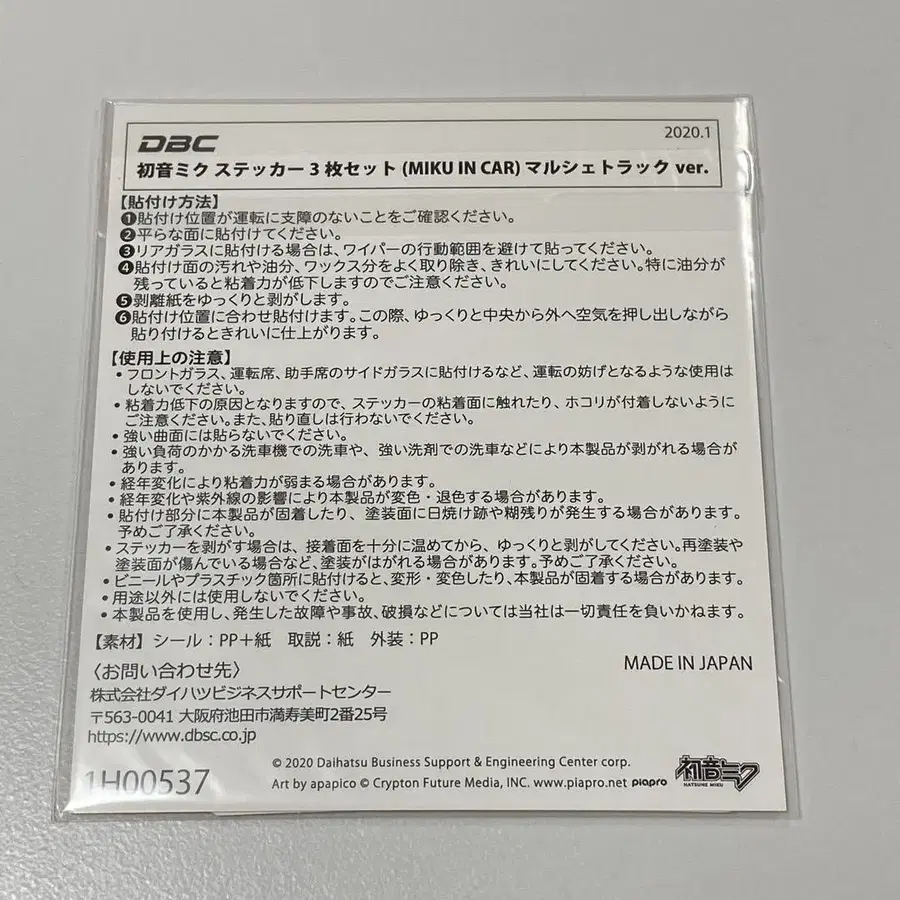 DBC
2020.1
初音ミク ステッカー 3 枚セット (MIKU IN CAR) マルシェトラック ver.
【貼付け方法】
❶貼付け位置が運転に支障のないことをご確認ください。
❷平らな面に貼付けてください。
❸リアガラスに貼付ける場合は、ワイパーの行動範囲を避けて貼ってください。
❹貼付け面の汚れや油分、ワックス分をよく取り除き、きれいにしてください。特に油分が
残っていると粘着力が低下しますのでご注意ください。
❺剥離紙をゆっくりと剥がします。
❻貼付け位置に合わせ貼付けます。この際、ゆっくりと中央から外へ空気を押し出しながら
貼り付けるときれいに仕上がります。
【使用上の注意】
・フロントガラス、運転席、助手席のサイドガラスに貼付けるなど、運転の妨げとなるような使用は
しないでください。
・粘着力低下の原因となりますので、ステッカーの粘着面に触れたり、ホコリが付着しないように
ご注意ください。また、貼り直しは行わないでください。
・強い曲面には貼らないでください。
・強い負荷のかかる洗車機での洗車や、強い洗剤での洗車などにより本製品が剥がれる場合が
あります。
・経年変化により粘着力が弱まる場合があります。
・経年変化や紫外線の影響により本製品が変色・退色する場合があります。
・貼付け部分に本製品が固着したり、塗装面に日焼け跡や糊残りが発生する場合があります。
予めご了承ください。
・ステッカーを剥がす場合は、接着面を十分に温めてから、ゆっくりと剥がしてください。再塗装や
塗装面が傷んでいる場合など、塗装がはがれる場合があります。予めご了承ください。
・ビニールやプラスチック箇所に貼付けると、変形・変色したり、本製品が固着する場合があります。
・用途以外には使用しないでください。
・本製品を使用し、発生した故障や事故、破損などについては当社は一切責任を負いかねます。
【素材】シール：PP＋紙　取説：紙　外装：PP
〈お問い合わせ先〉
MADE IN JAPAN
株式会社ダイハツビジネスサポートセンター
〒563-0041 大阪府池田市満寿美町2番25号
https://www.dbsc.co.jp
© 2020 Daihatsu Business Support & Engineering Center corp.
1H00537
Art by apapico © Crypton Future Media, INC. www.piapro.net piapro
初音ミク
HATSUNE MIKU